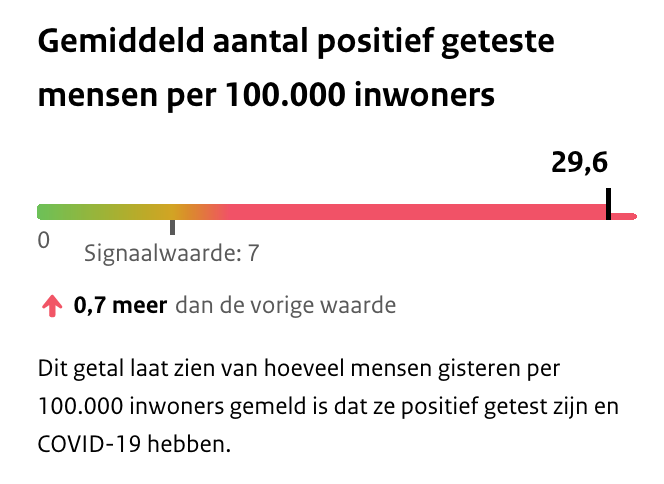 Gemiddeld aantal positief geteste
mensen per 100.000 inwoners
29,6
0
Signaalwaarde: 7
0,7 meer dan de vorige waarde
Dit getal laat zien van hoeveel mensen gisteren per
100.000 inwoners gemeld is dat ze positief getest zijn en
COVID-19 hebben.